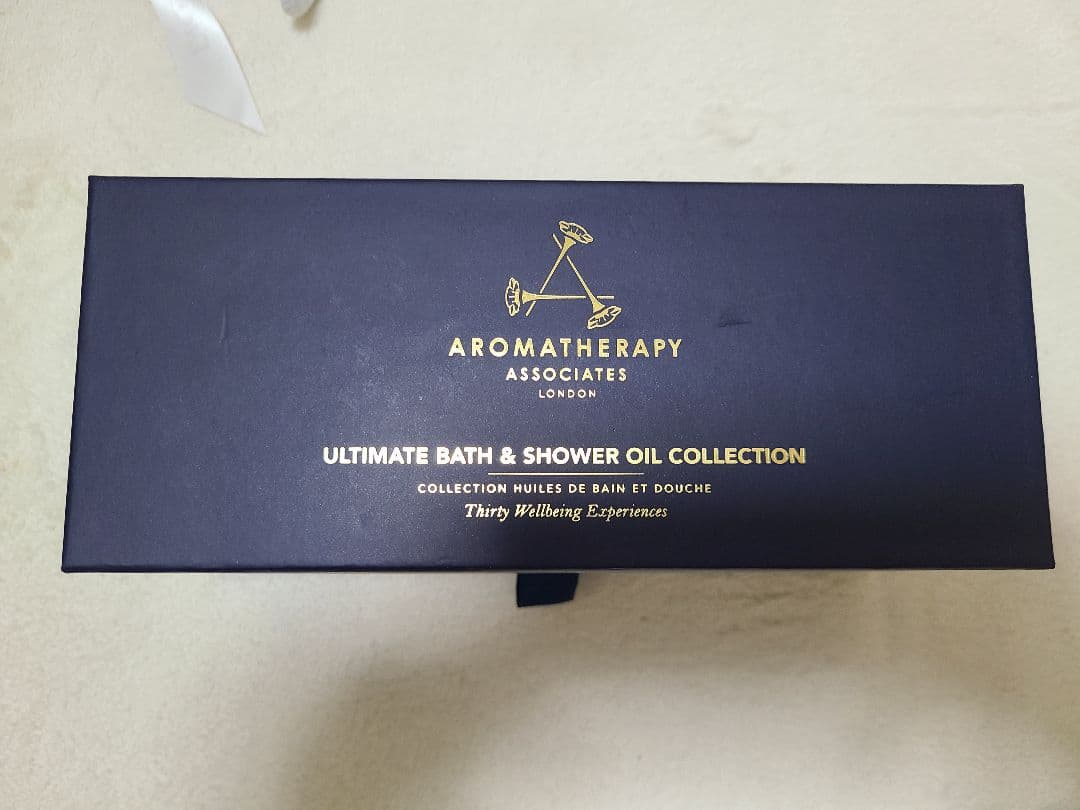 AROMATHERAPY
ASSOCIATES
LONDON
ULTIMATE BATH & SHOWER OIL COLLECTION
COLLECTION HUILES DE BAIN ET DOUCHE
Thirty Wellbeing Experiences